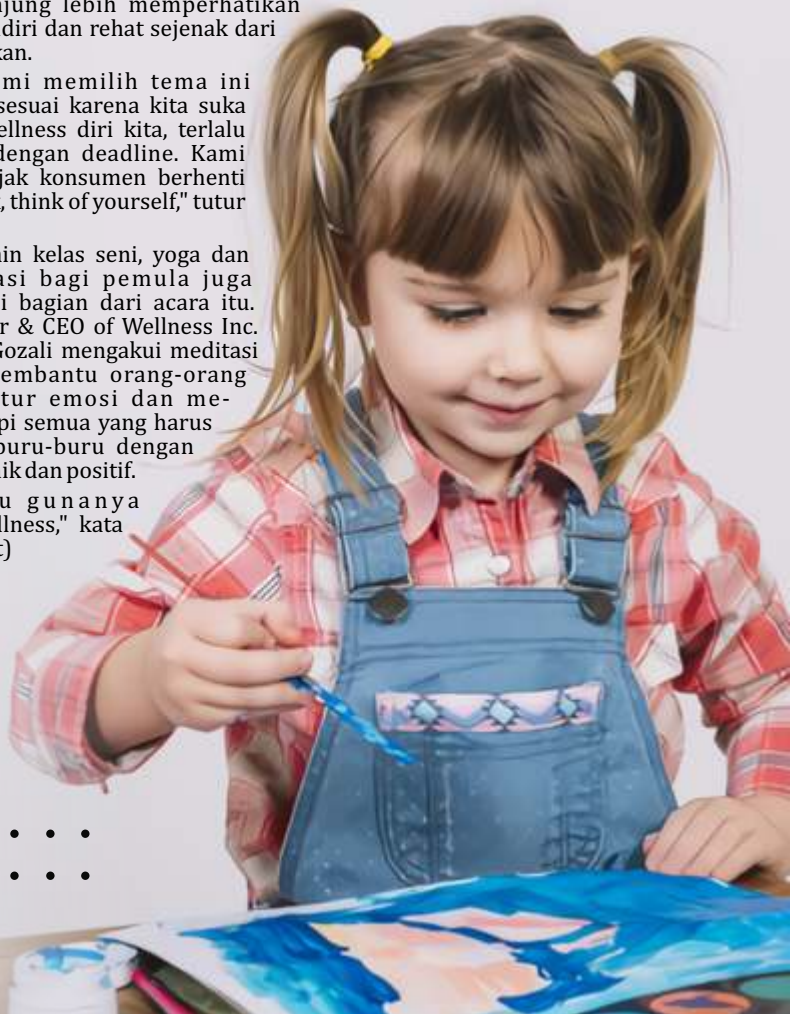 njung lebih memperhatikan
diri dan rehat sejenak dari
kan.
mi memilih tema ini
sesuai karena kita suka
ellness diri kita, terlalu
dengan deadline. Kami
jak konsumen berhenti
, think of yourself," tutur
in kelas seni, yoga dan
asi bagi pemula juga
i bagian dari acara itu.
r & CEO of Wellness Inc.
Gozali mengakui meditasi
embantu orang-orang
tur emosi dan me-
pi semua yang harus
buru-buru dengan
ik dan positif.
u gunanya
llness," kata
t)